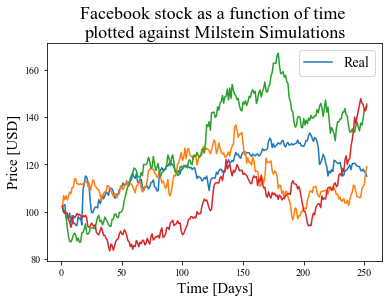 Facebook stock as a function of time
plotted against Milstein Simulations
Real
Price [USD]
160
140
120
100
80
0
50
100
150
200
250
Time [Days]